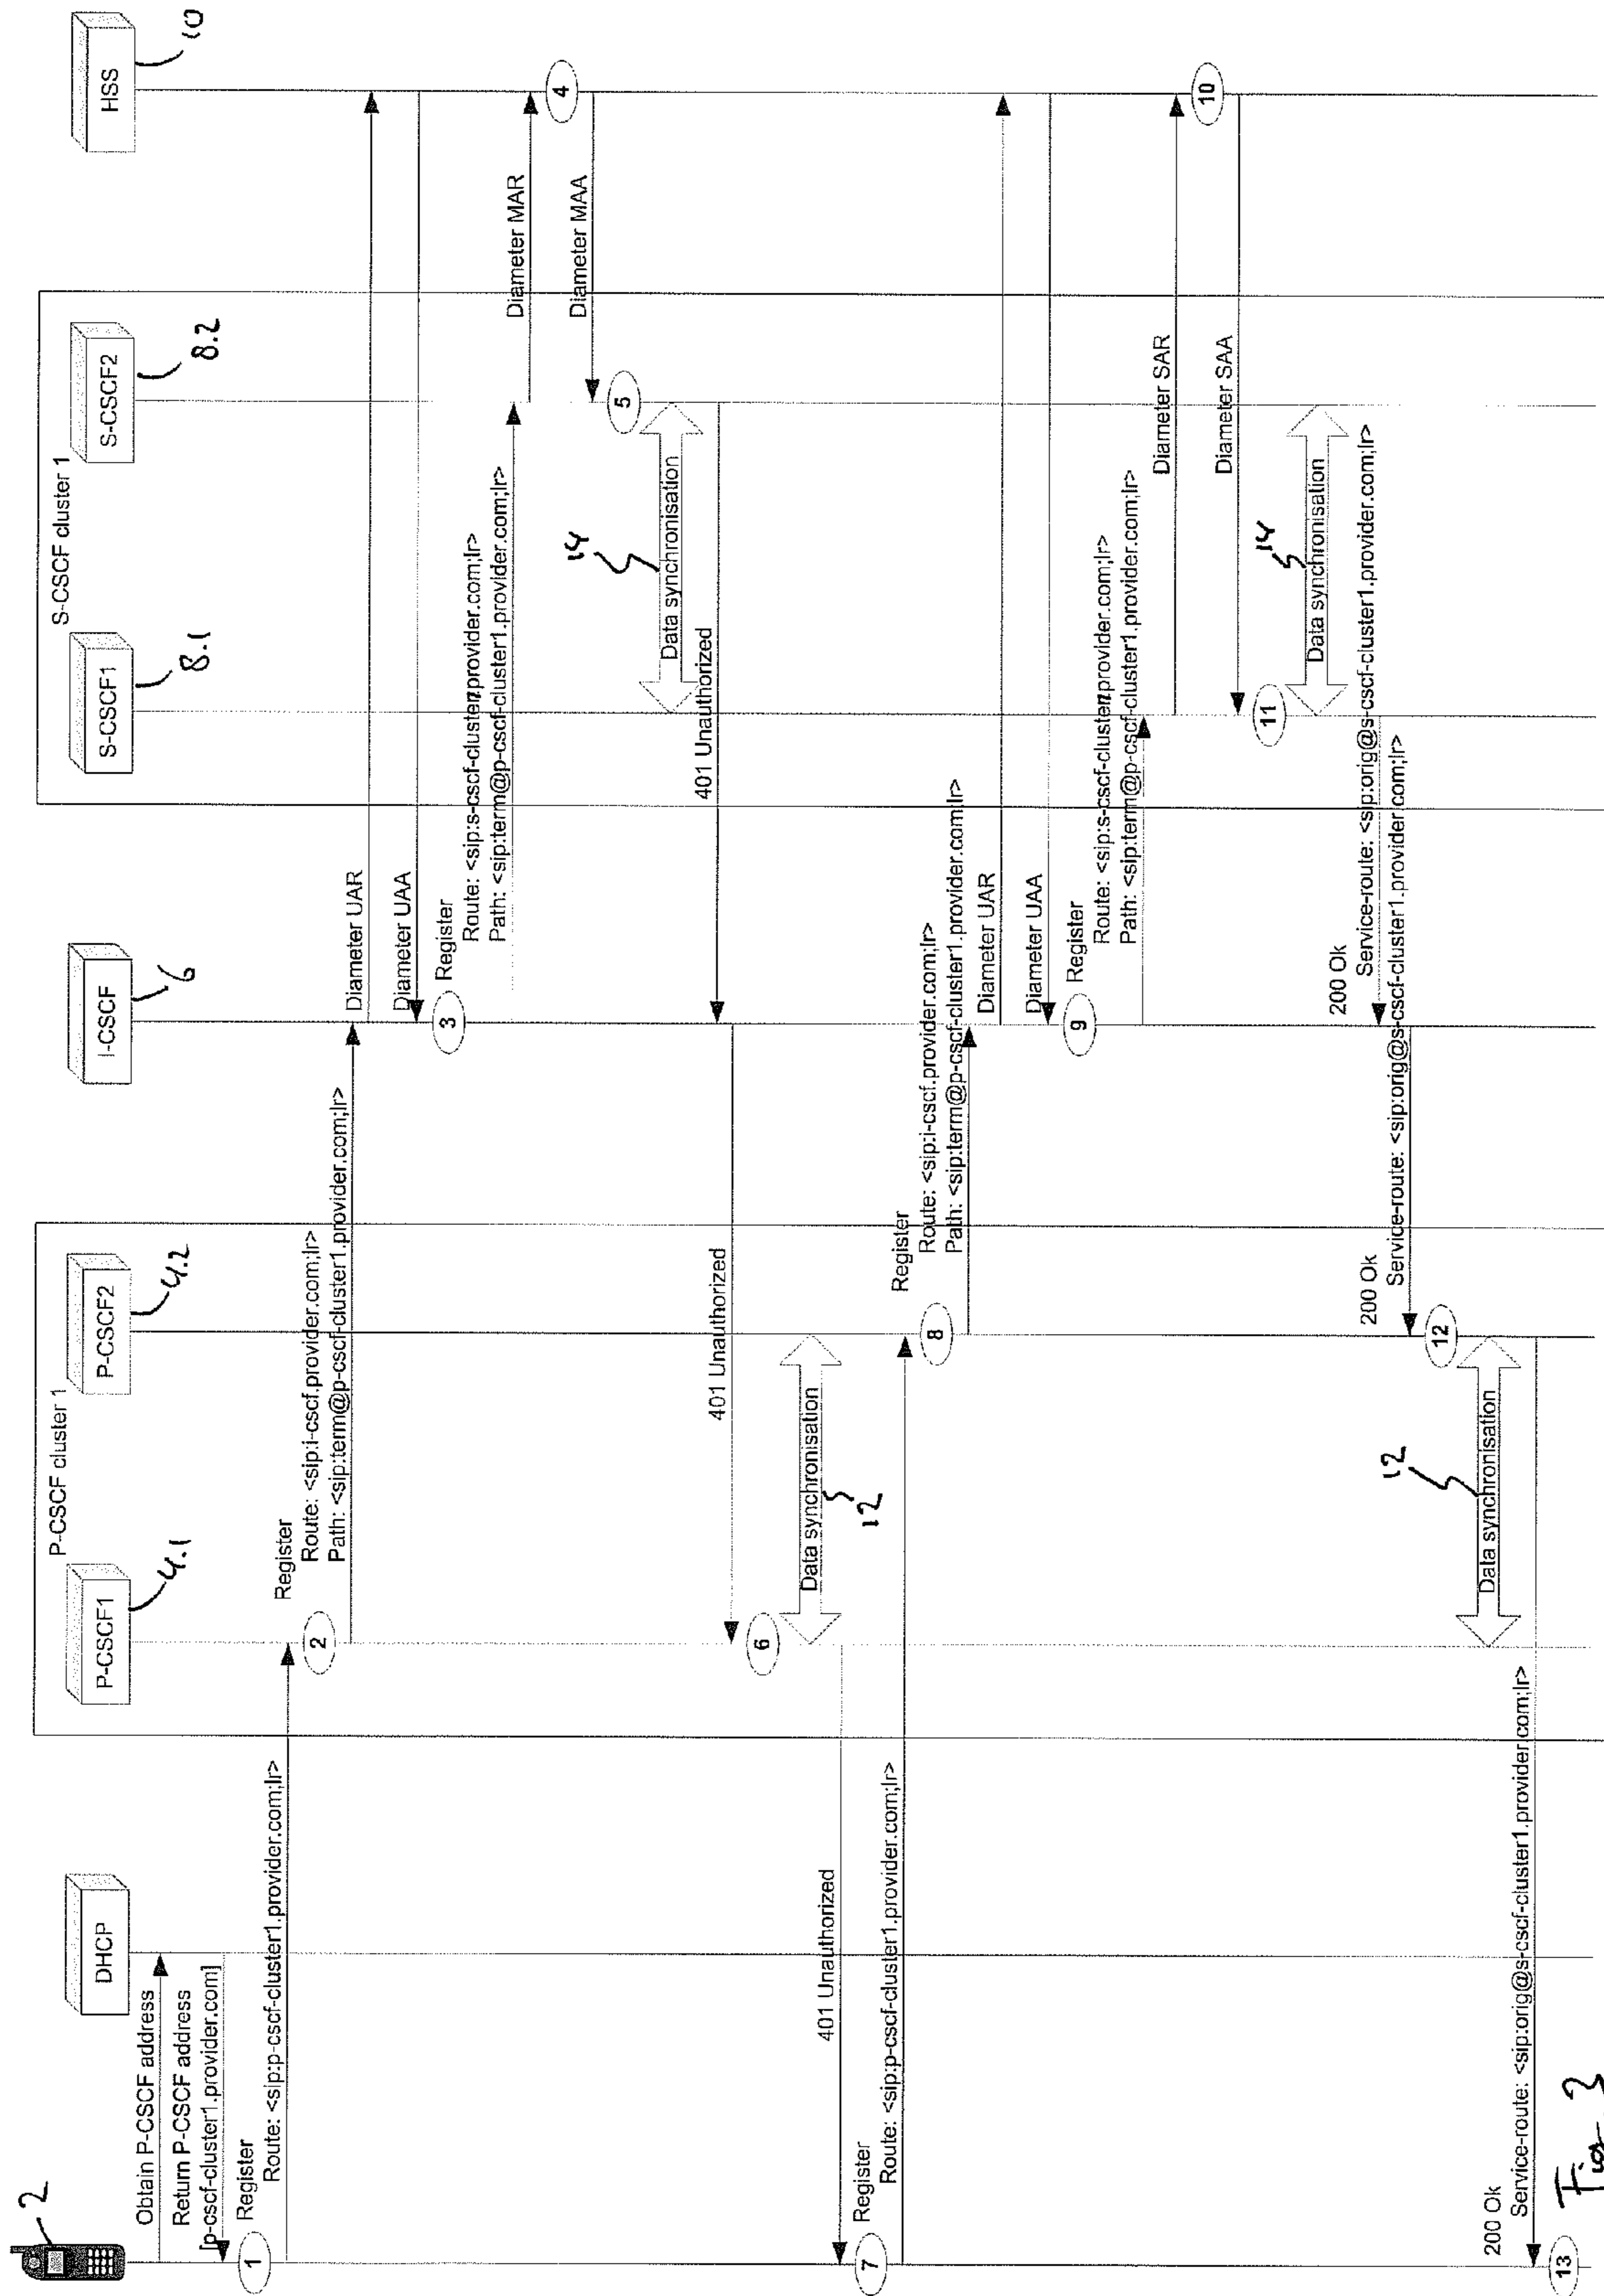 2
DHCP
P-CSCF cluster 1
P-CSCF1
4.1
P-CSCF2
4.2
I-CSCF
6
S-CSCF cluster 1
S-CSCF1
8.1
S-CSCF2
8.2
HSS
10
Obtain P-CSCF address
Return P-CSCF address
[p-cscf-cluster1.provider.com]
1
Register
Route: <sip:p-cscf-cluster1.provider.com;lr>
2
Register
Route: <sip:i-cscf.provider.com;lr>
Path: <sip:term@p-cscf-cluster1.provider.com;lr>
Diameter UAR
Diameter UAA
3
Register
Route: <sip:s-cscf-cluster1.provider.com;lr>
Path: <sip:term@p-cscf-cluster1.provider.com;lr>
Diameter MAR
4
Diameter MAA
5
Data synchronisation
14
401 Unauthorized
401 Unauthorized
6
Data synchronisation
12
401 Unauthorized
7
Register
Route: <sip:p-cscf-cluster1.provider.com;lr>
8
Register
Route: <sip:i-cscf.provider.com;lr>
Path: <sip:term@p-cscf-cluster1.provider.com;lr>
Diameter UAR
Diameter UAA
9
Register
Route: <sip:s-cscf-cluster1.provider.com;lr>
Path: <sip:term@p-cscf-cluster1.provider.com;lr>
Diameter SAR
10
Diameter SAA
11
Data synchronisation
14
200 Ok
Service-route: <sip:orig@s-cscf-cluster1.provider.com;lr>
200 Ok
Service-route: <sip:orig@s-cscf-cluster1.provider.com;lr>
12
Data synchronisation
12
200 Ok
Service-route: <sip:orig@s-cscf-cluster1.provider.com;lr>
13
Fig. 3